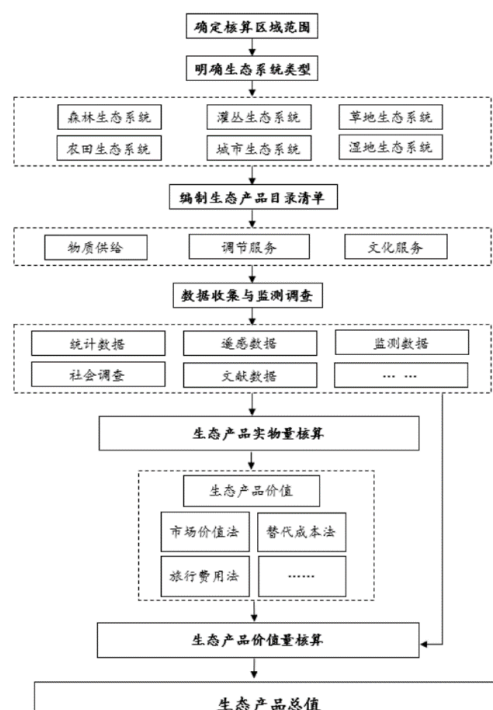 确定核算区域范围
明确生态系统类型
森林生态系统 灌丛生态系统 草地生态系统
农田生态系统 城市生态系统 湿地生态系统
编制生态产品目录清单
物质供给 调节服务 文化服务
数据收集与监测调查
统计数据 遥感数据 监测数据
社会调查 文献数据 … …
生态产品实物量核算
生态产品价值
市场价值法 替代成本法
旅行费用法 ……
生态产品价值量核算
生态产品总值